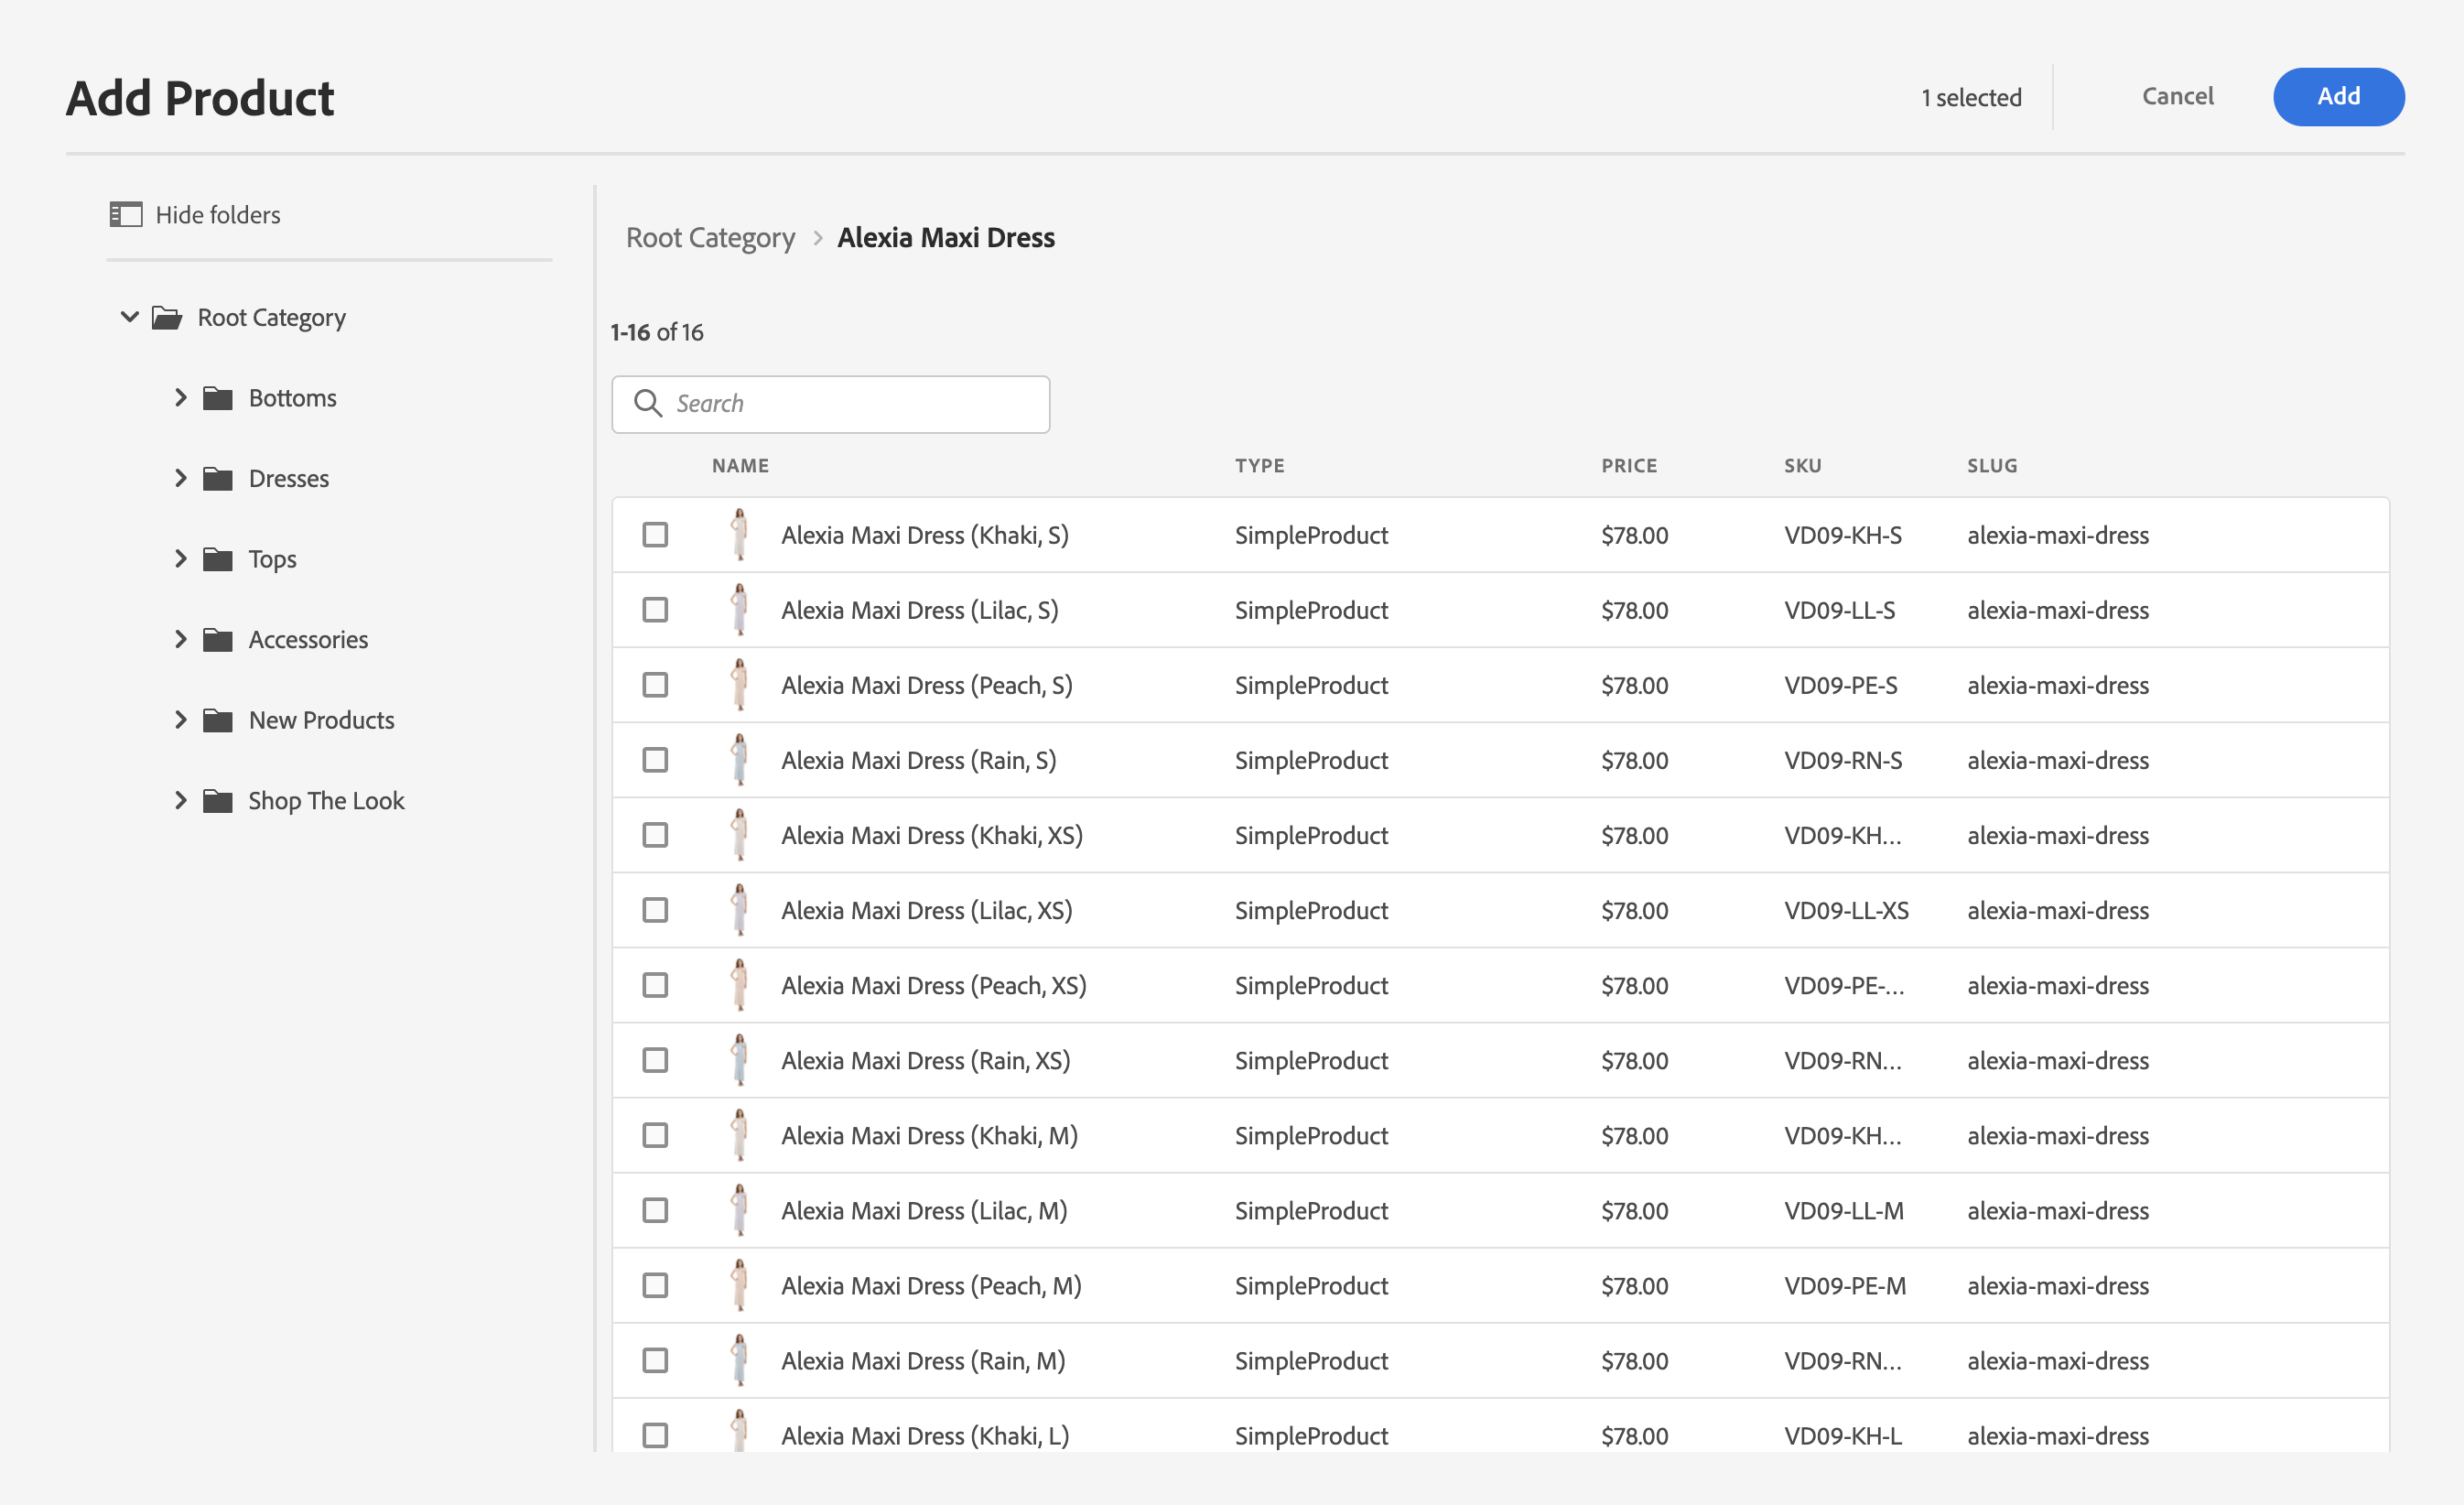 Add Product
1 selected
Cancel
Add
Hide folders
Root Category
Bottoms
Dresses
Tops
Accessories
New Products
Shop The Look
Root Category > Alexia Maxi Dress
1-16 of 16
Search
NAME TYPE PRICE SKU SLUG
Alexia Maxi Dress (Khaki, S) SimpleProduct $78.00 VD09-KH-S alexia-maxi-dress
Alexia Maxi Dress (Lilac, S) SimpleProduct $78.00 VD09-LL-S alexia-maxi-dress
Alexia Maxi Dress (Peach, S) SimpleProduct $78.00 VD09-PE-S alexia-maxi-dress
Alexia Maxi Dress (Rain, S) SimpleProduct $78.00 VD09-RN-S alexia-maxi-dress
Alexia Maxi Dress (Khaki, XS) SimpleProduct $78.00 VD09-KH... alexia-maxi-dress
Alexia Maxi Dress (Lilac, XS) SimpleProduct $78.00 VD09-LL-XS alexia-maxi-dress
Alexia Maxi Dress (Peach, XS) SimpleProduct $78.00 VD09-PE-... alexia-maxi-dress
Alexia Maxi Dress (Rain, XS) SimpleProduct $78.00 VD09-RN... alexia-maxi-dress
Alexia Maxi Dress (Khaki, M) SimpleProduct $78.00 VD09-KH... alexia-maxi-dress
Alexia Maxi Dress (Lilac, M) SimpleProduct $78.00 VD09-LL-M alexia-maxi-dress
Alexia Maxi Dress (Peach, M) SimpleProduct $78.00 VD09-PE-M alexia-maxi-dress
Alexia Maxi Dress (Rain, M) SimpleProduct $78.00 VD09-RN... alexia-maxi-dress
Alexia Maxi Dress (Khaki, L) SimpleProduct $78.00 VD09-KH-L alexia-maxi-dress